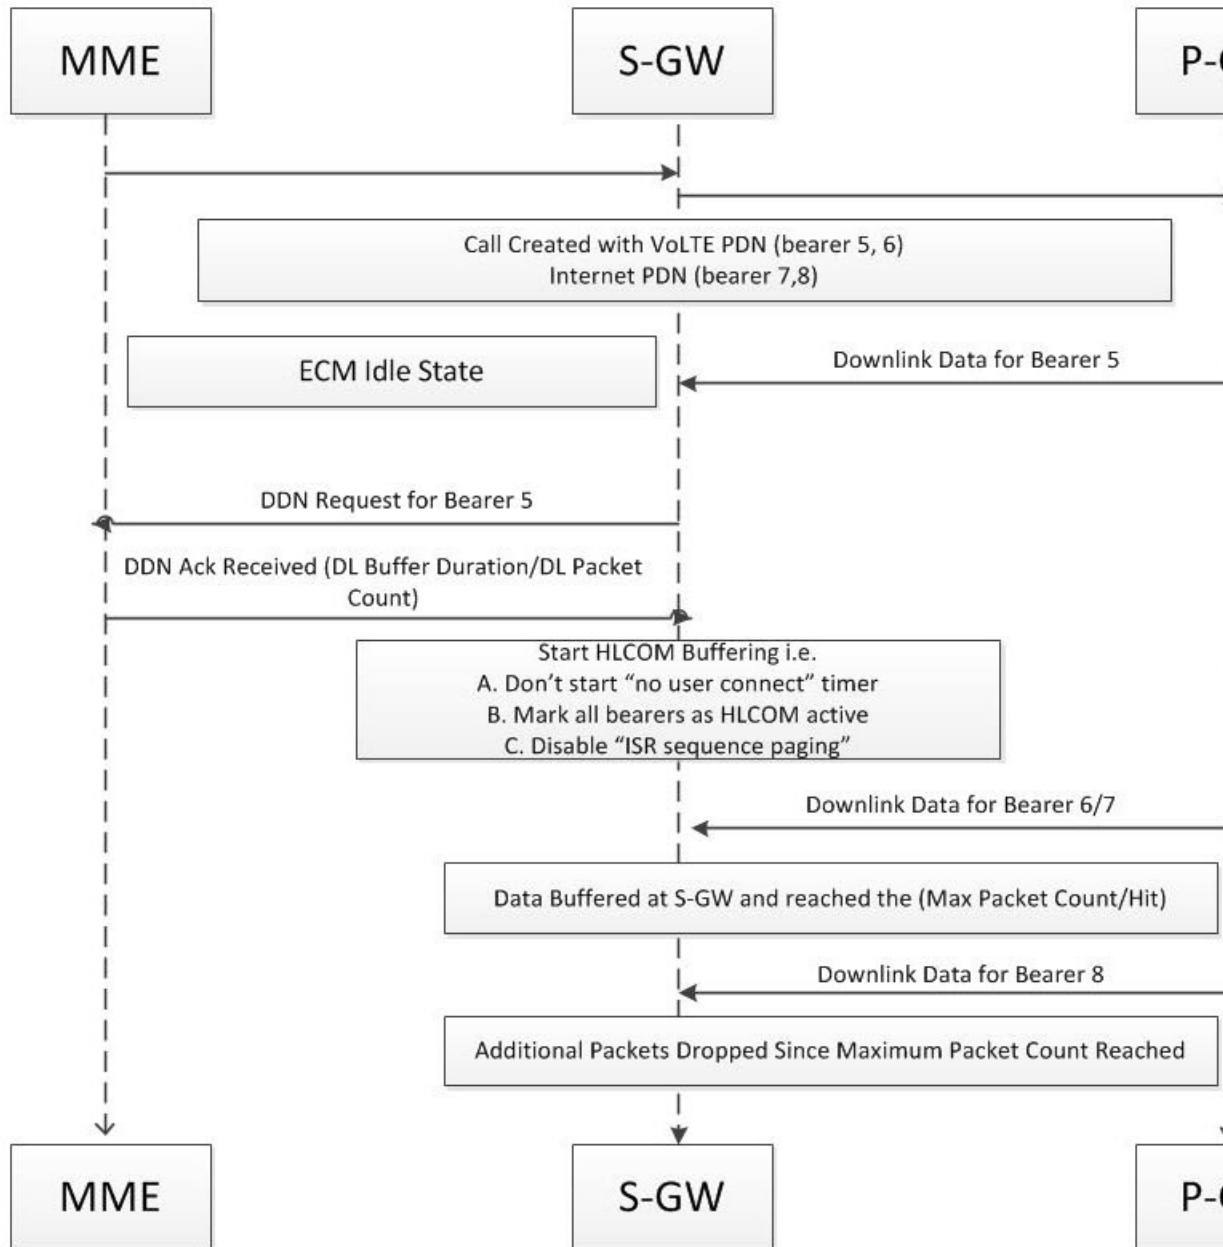 MME
S-GW
P-
Call Created with VoLTE PDN (bearer 5, 6)
Internet PDN (bearer 7,8)
ECM Idle State
Downlink Data for Bearer 5
DDN Request for Bearer 5
DDN Ack Received (DL Buffer Duration/DL Packet
Count)
Start HLCOM Buffering i.e.
A. Don't start “no user connect” timer
B. Mark all bearers as HLCOM active
C. Disable “ISR sequence paging”
Downlink Data for Bearer 6/7
Data Buffered at S-GW and reached the (Max Packet Count/Hit)
Downlink Data for Bearer 8
Additional Packets Dropped Since Maximum Packet Count Reached
MME
S-GW
P-